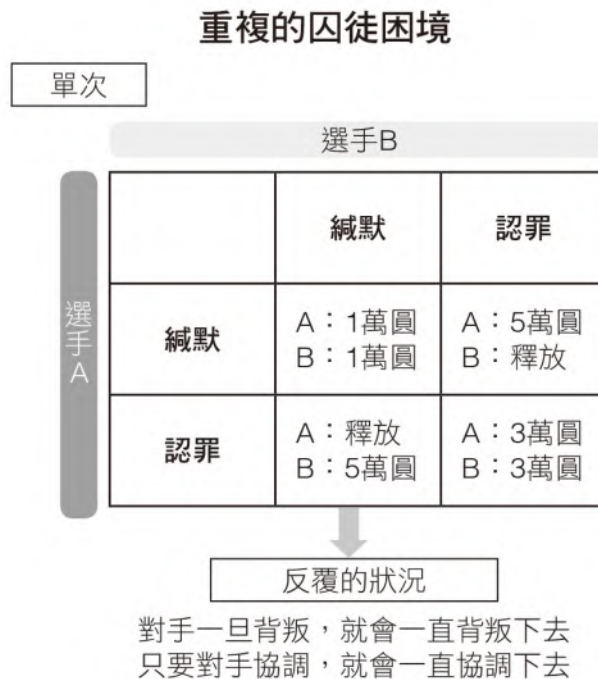 重複的囚徒困境
單次
選手B
選手A
緘默
認罪
緘默
A：1萬圓
B：1萬圓
A：5萬圓
B：釋放
認罪
A：釋放
B：5萬圓
A：3萬圓
B：3萬圓
反覆的狀況
對手一旦背叛，就會一直背叛下去
只要對手協調，就會一直協調下去